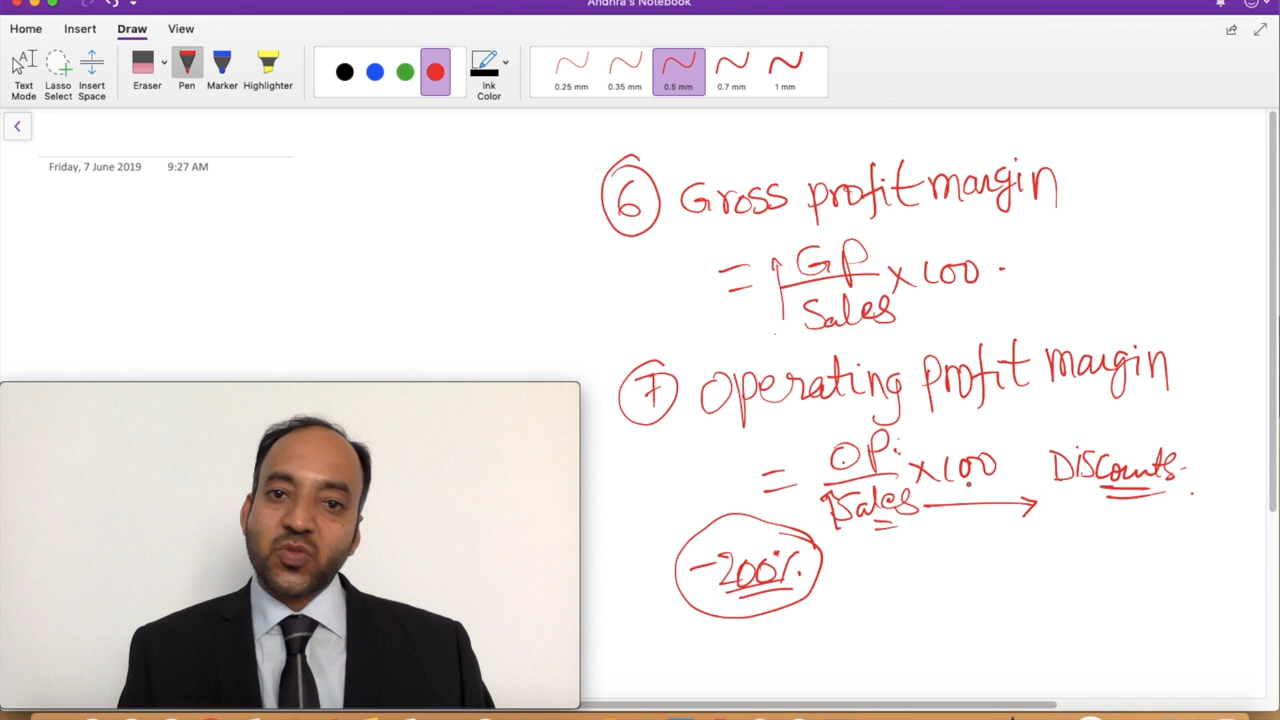 Andhra's Notebook
Home Insert Draw View
Text Mode
Lasso Select
Insert Space
Eraser
Pen
Marker
Highlighter
Ink Color
0.25 mm
0.35 mm
0.5 mm
0.7 mm
1 mm
Friday, 7 June 2019 9:27 AM
6 Gross profit margin
= GP
Sales × 100
7 Operating profit margin
= OP
Sales × 100 → Discounts
-200%